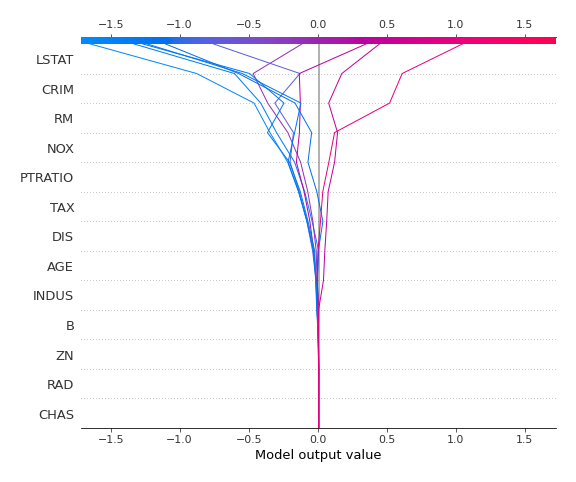 −1.5 −1.0 −0.5 0.0 0.5 1.0 1.5
LSTAT
CRIM
RM
NOX
PTRATIO
TAX
DIS
AGE
INDUS
B
ZN
RAD
CHAS
−1.5 −1.0 −0.5 0.0 0.5 1.0 1.5
Model output value